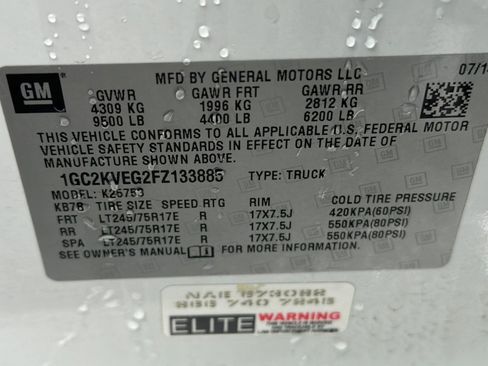 GM
MFD BY GENERAL MOTORS LLC
07/1
GVWR GAWR FRT GAWR RR
4309 KG 1996 KG 2812 KG
9500 LB 4400 LB 6200 LB
THIS VEHICLE CONFORMS TO ALL APPLICABLE U.S. FEDERAL MOTOR
VEHICLE SAFETY STANDARDS IN EFFECT ON THE DATE OF
MANUFACTURE SHOWN ABOVE.
1GC2KVEG2FZ133885 TYPE: TRUCK
MODEL: K25753
KB78 TIRE SIZE SPEED RTG RIM COLD TIRE PRESSURE
FRT LT245/75R17E R 17X7.5J 420KPA(60PSI)
RR LT245/75R17E R 17X7.5J 550KPA(80PSI)
SPA LT245/75R17E R 17X7.5J 550KPA(80PSI)
SEE OWNER'S MANUAL FOR MORE INFORMATION.
ELITE WARNING